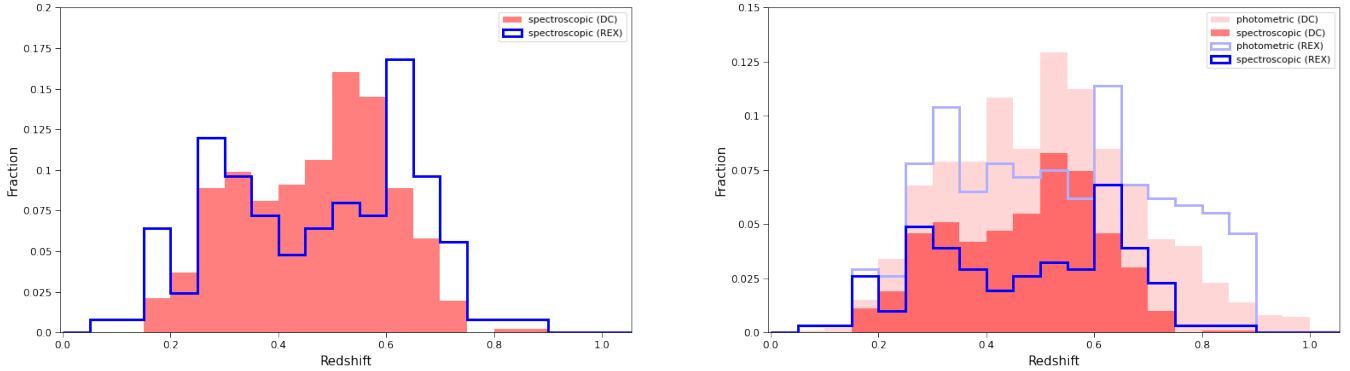 0.2
0.175
0.15
0.125
0.1
0.075
0.05
0.025
0.0
Fraction
spectroscopic (DC)
spectroscopic (REX)
0.0 0.2 0.4 0.6 0.8 1.0
Redshift
0.15
0.125
0.1
0.075
0.05
0.025
0.0
Fraction
photometric (DC)
spectroscopic (DC)
photometric (REX)
spectroscopic (REX)
0.0 0.2 0.4 0.6 0.8 1.0
Redshift